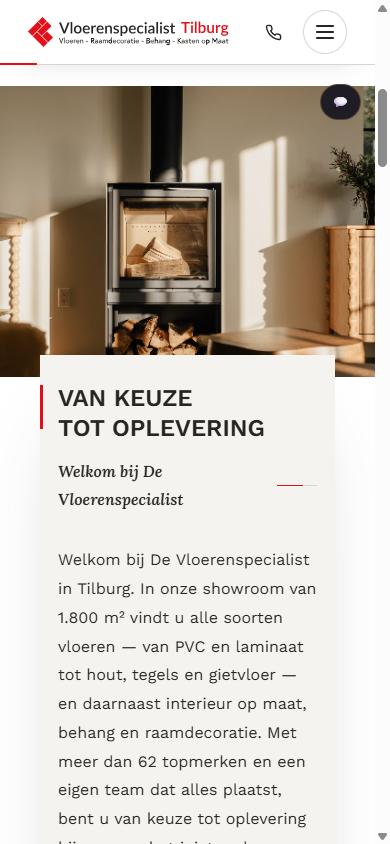 Vloerenspecialist Tilburg
Vloeren - Raamdecoratie - Behang - Kasten op Maat
VAN KEUZE
TOT OPLEVERING
Welkom bij De
Vloerenspecialist
Welkom bij De Vloerenspecialist
in Tilburg. In onze showroom van
1.800 m² vindt u alle soorten
vloeren — van PVC en laminaat
tot hout, tegels en gietvloer —
en daarnaast interieur op maat,
behang en raamdecoratie. Met
meer dan 62 topmerken en een
eigen team dat alles plaatst,
bent u van keuze tot oplevering